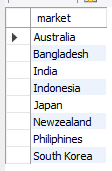 market
Australia
Bangladesh
India
Indonesia
Japan
Newzealand
Philiphines
South Korea